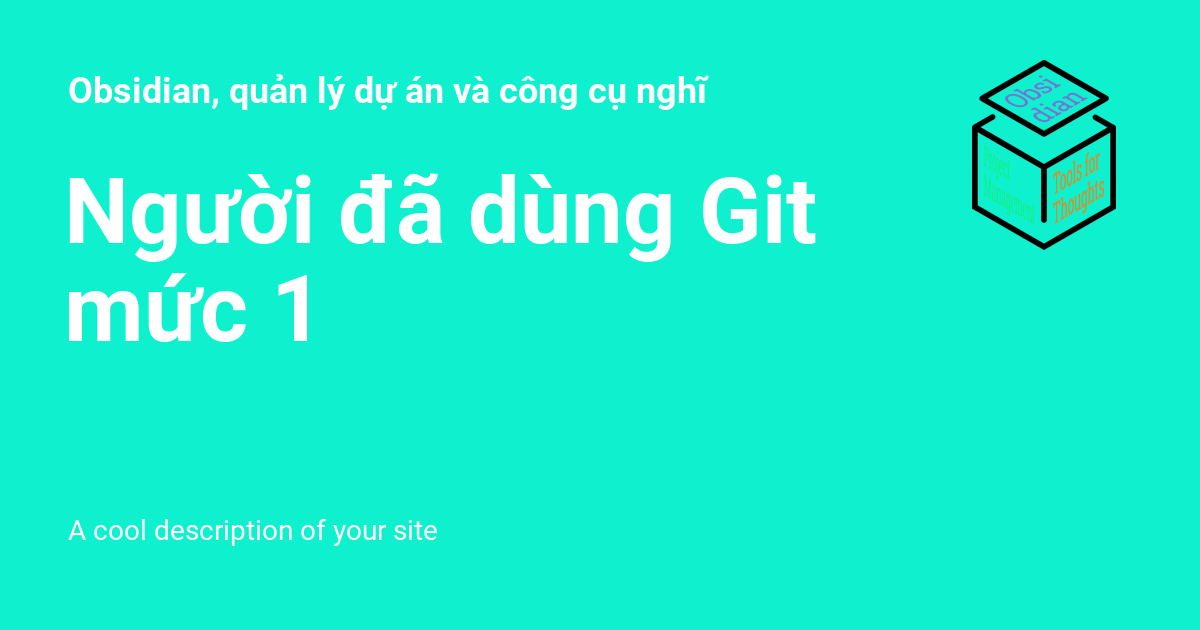 Obsidian, quản lý dự án và công cụ nghĩ
Obsi
dian
Project
Management
Tools for
Thoughts
Người đã dùng Git
mức 1
A cool description of your site